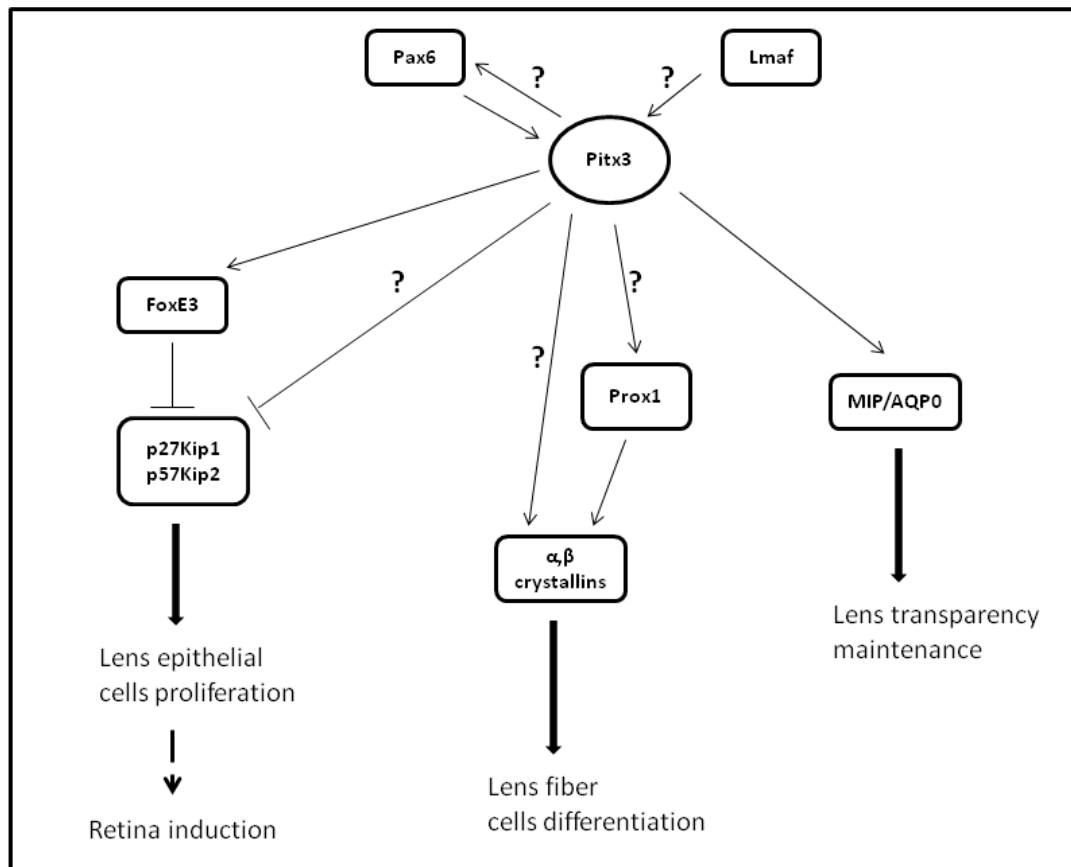 Pax6
Lmaf
?
?
Pitx3
FoxE3
?
?
?
Prox1
MIP/AQP0
p27Kip1
p57Kip2
α,β
crystallins
Lens transparency
maintenance
Lens epithelial
cells proliferation
Lens fiber
cells differentiation
Retina induction